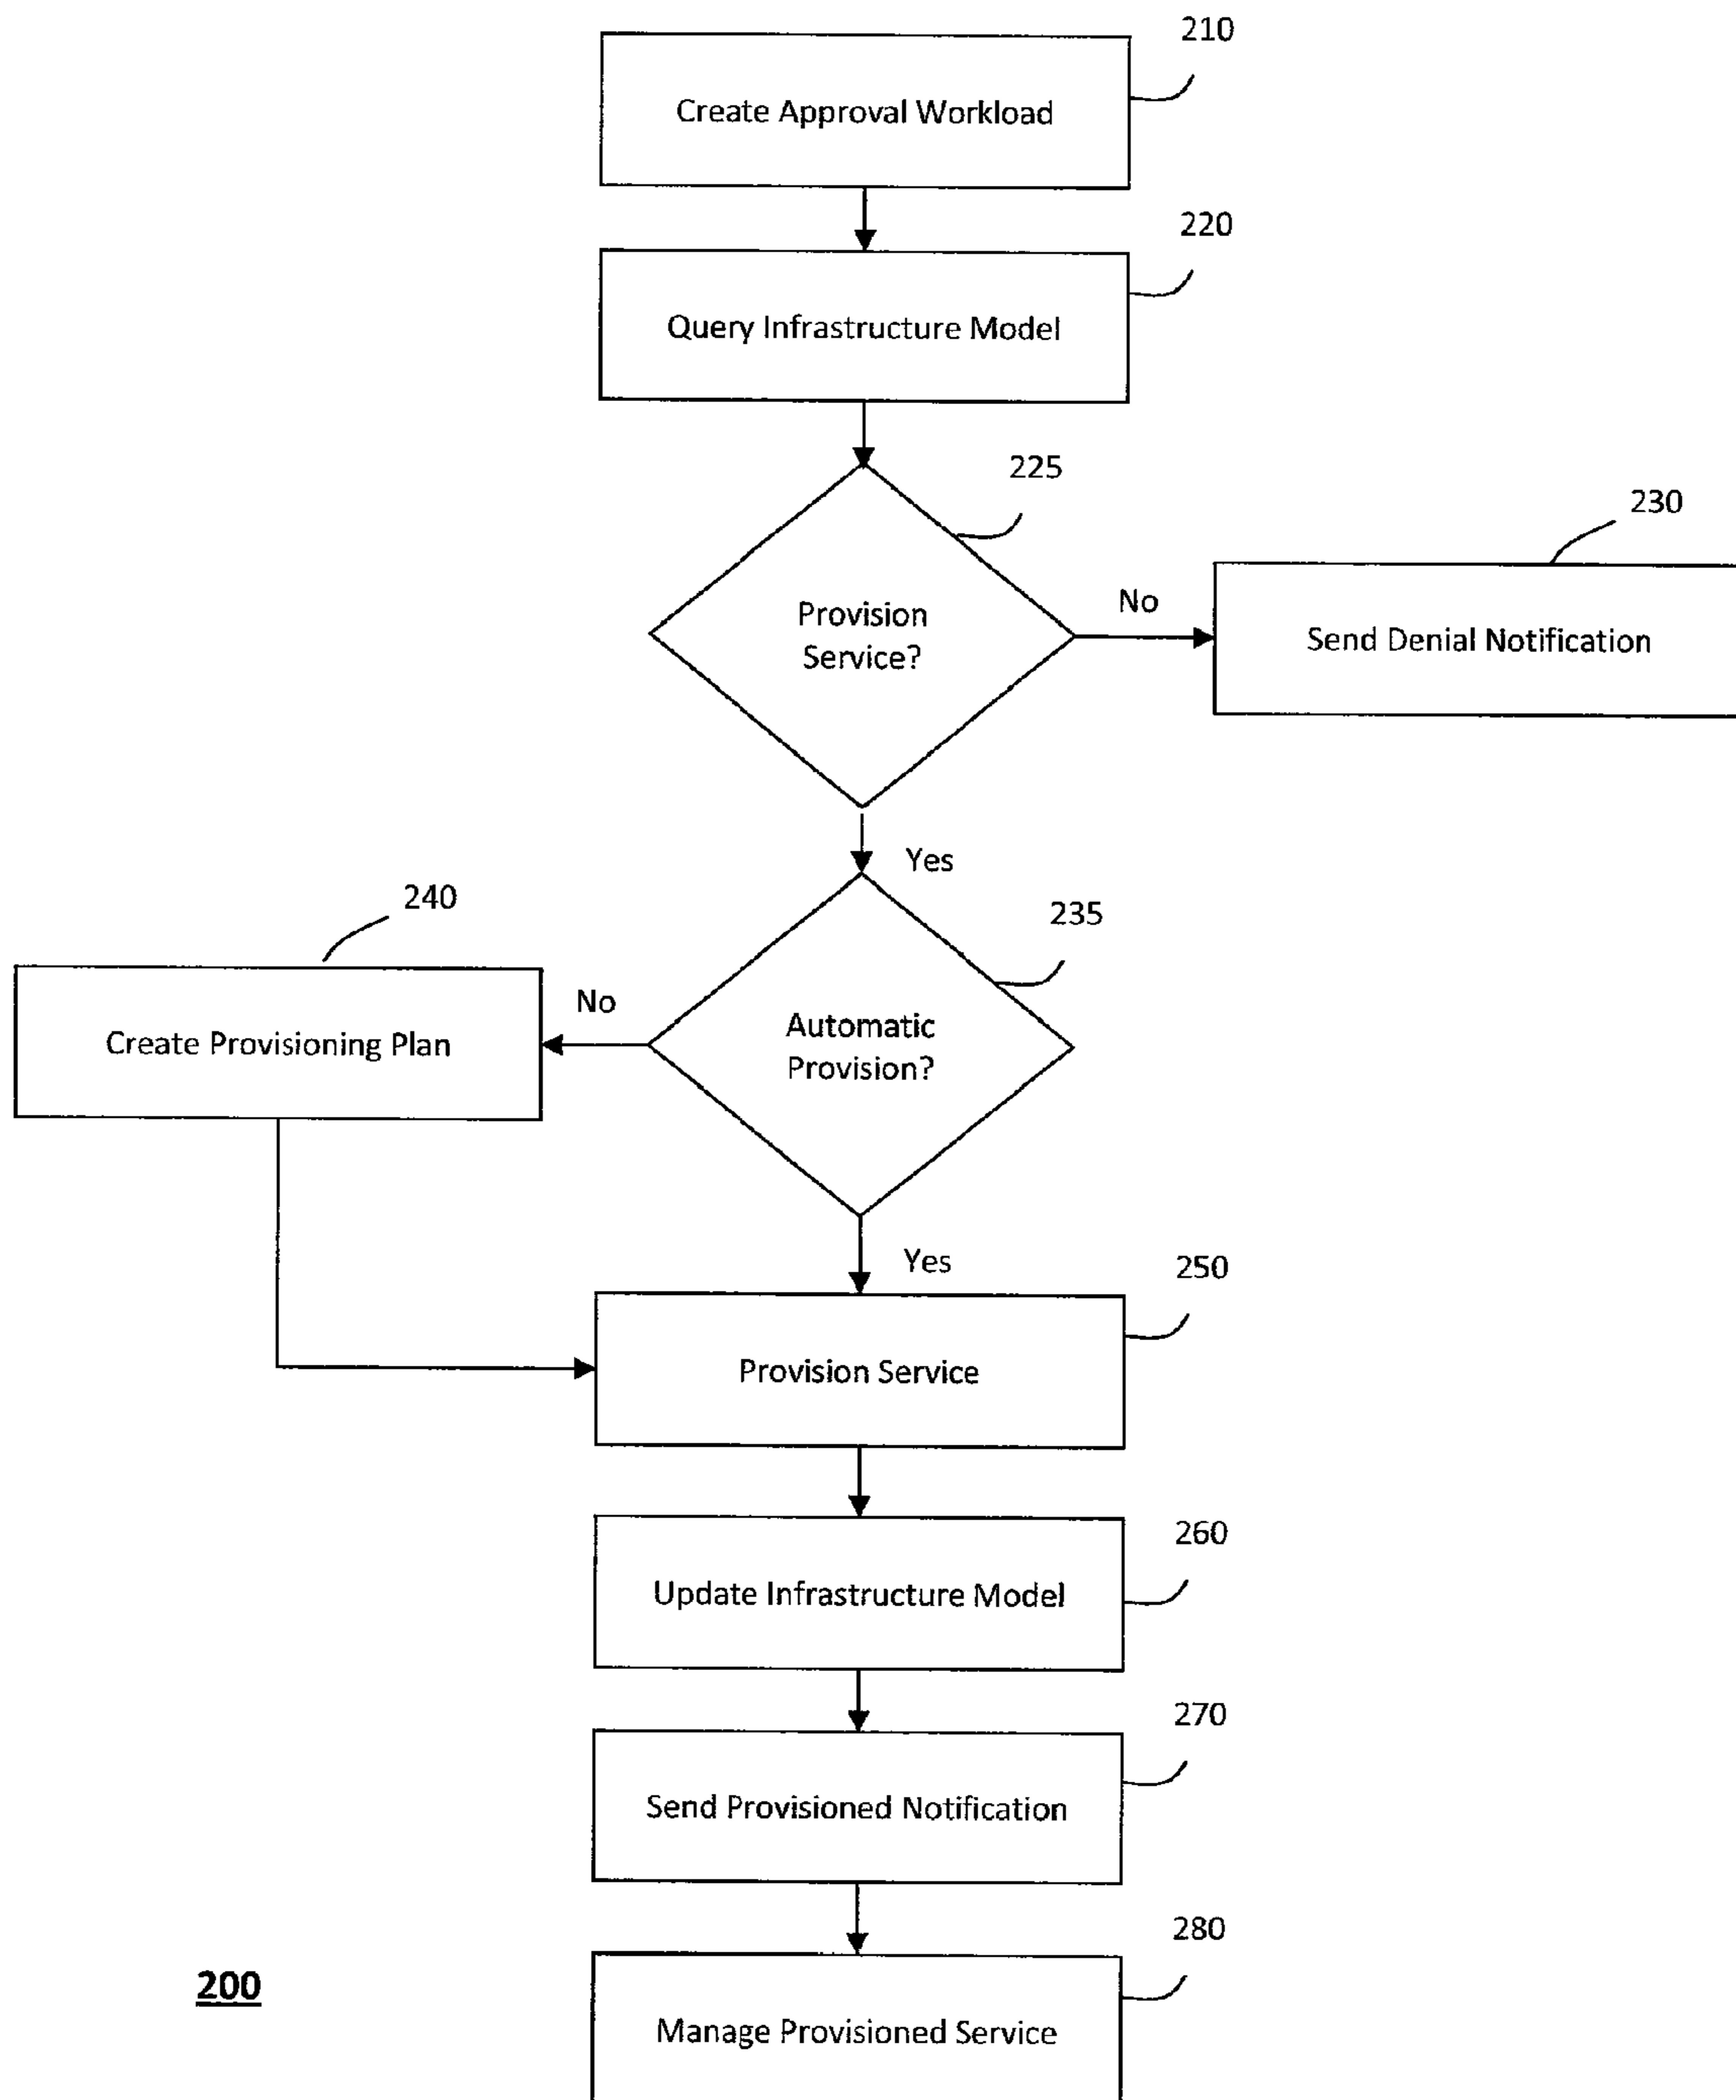 210
Create Approval Workload
220
Query Infrastructure Model
225
230
Provision
Service?
No
Send Denial Notification
Yes
240
235
No
Create Provisioning Plan
Automatic
Provision?
Yes
250
Provision Service
260
Update Infrastructure Model
270
Send Provisioned Notification
280
200
Manage Provisioned Service